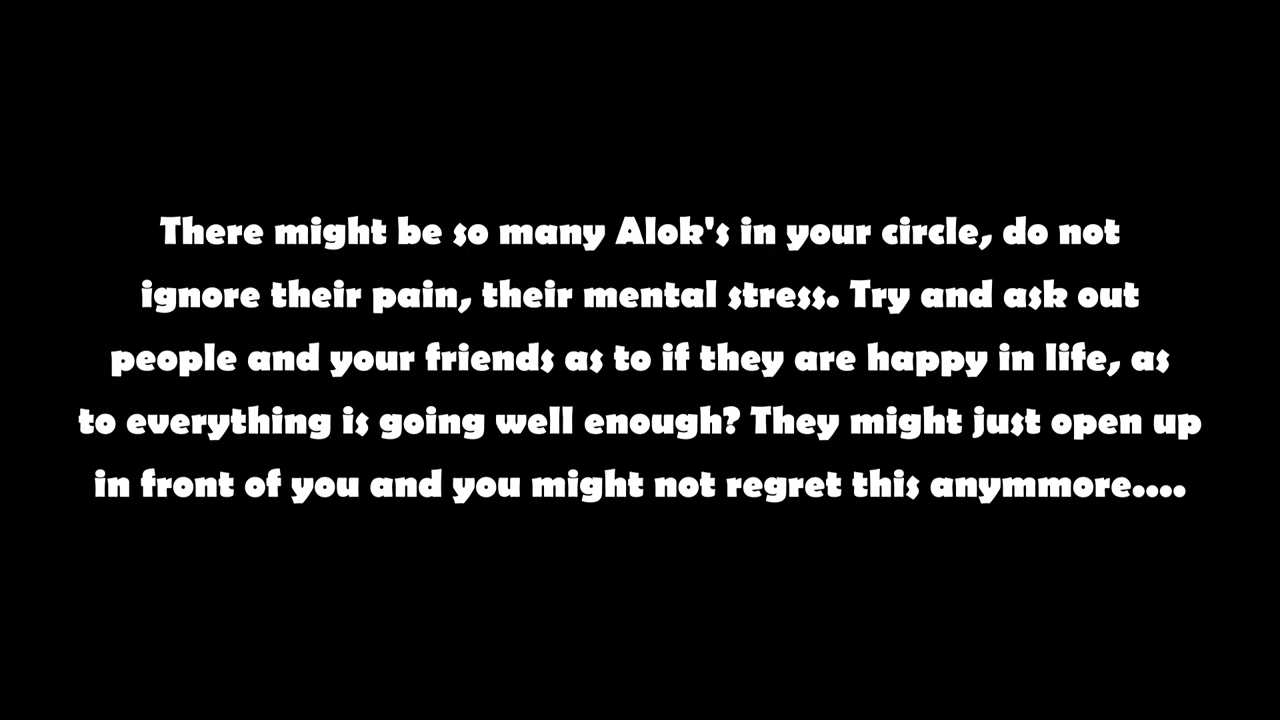 There might be so many Alok's in your circle, do not
ignore their pain, their mental stress. Try and ask out
people and your friends as to if they are happy in life, as
to everything is going well enough? They might just open up
in front of you and you might not regret this anymmore....